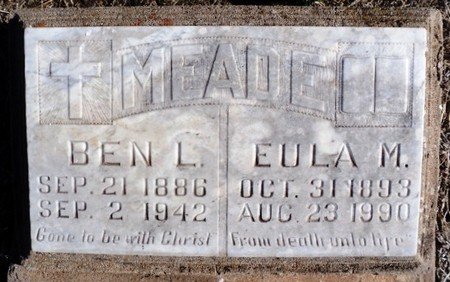 MEADE
BEN L.
SEP. 21 1886
SEP. 2 1942
Gone to be with Christ
EULA M.
OCT. 31 1893
AUG. 23 1990
From death unto life